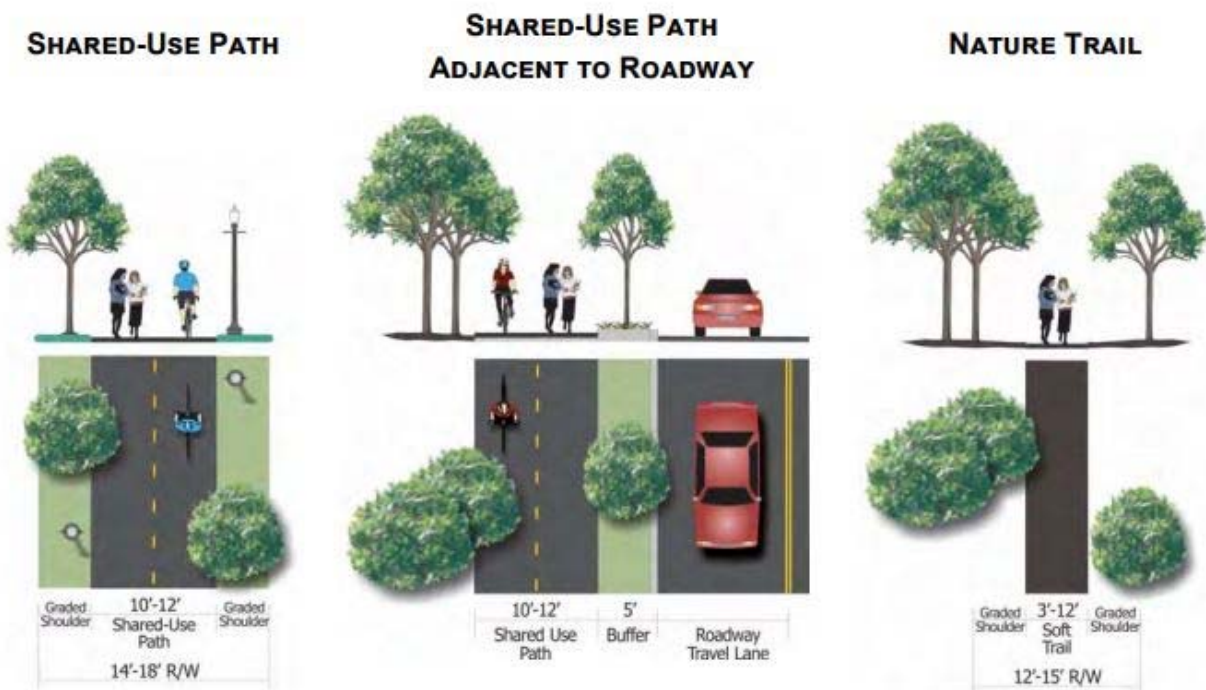 SHARED-USE PATH
SHARED-USE PATH
ADJACENT TO ROADWAY
NATURE TRAIL
Graded
Shoulder
10'-12'
Shared-Use
Path
Graded
Shoulder
14'-18' R/W
10'-12'
Shared Use
Path
5'
Buffer
Roadway
Travel Lane
Graded
Shoulder
3'-12'
Soft
Trail
Graded
Shoulder
12'-15' R/W